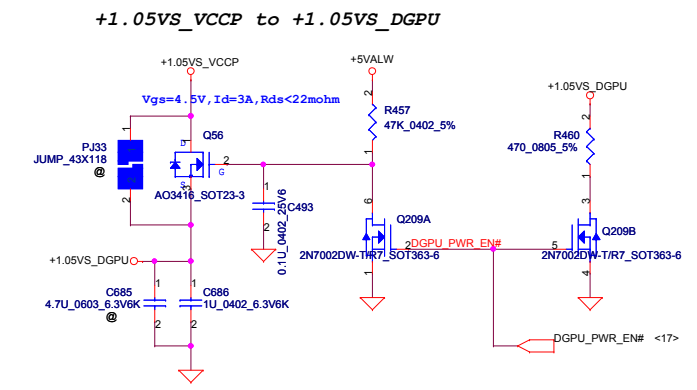 +1.05VS_VCCP to +1.05VS_DGPU
+1.05VS_VCCP
+5VALW
+1.05VS_DGPU
Vgs=4.5V,Id=3A,Rds<22mohm
2
R457
47K_0402_5%
1
2
R460
470_0805_5%
1
1
PJ33
JUMP_43X118
@
2
1
D
Q56
2
G
S
3
AO3416_SOT23-3
1
C493
2
0.1U_0402_25V6
6
Q209A
2
DGPU_PWR_EN#
2N7002DW-T/R7_SOT363-6
1
3
5
Q209B
2N7002DW-T/R7_SOT363-6
4
+1.05VS_DGPU
1
C685
4.7U_0603_6.3V6K
@
2
1
C686
1U_0402_6.3V6K
2
DGPU_PWR_EN# <17>